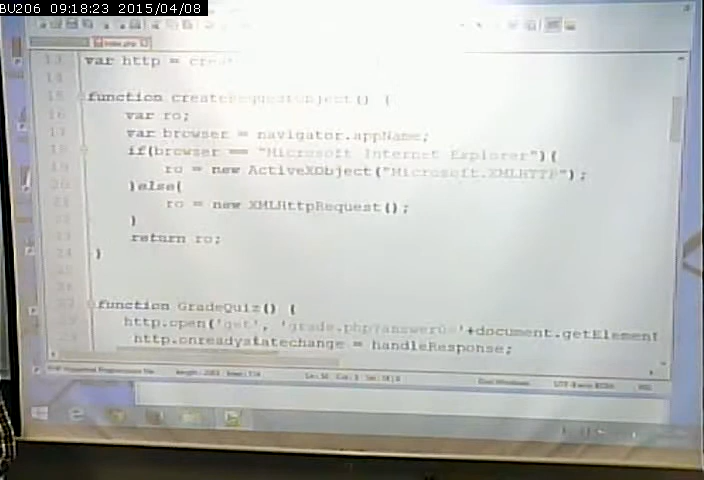 BU206 09:18:23 2015/04/08
index.php
13 var http =
14
15 function createRequestObject() {
16 var ro;
17 var browser = navigator.appName;
18 if(browser == "Microsoft Internet Explorer"){
19 ro = new ActiveXObject("Microsoft.XMLHTTP");
20 }else{
21 ro = new XMLHttpRequest();
22 }
23 return ro;
24 }
25
26
27 function GradeQuiz() {
28 http.open('get', 'grade.php?answer0='+document.getElement
29 http.onreadystatechange = handleResponse;